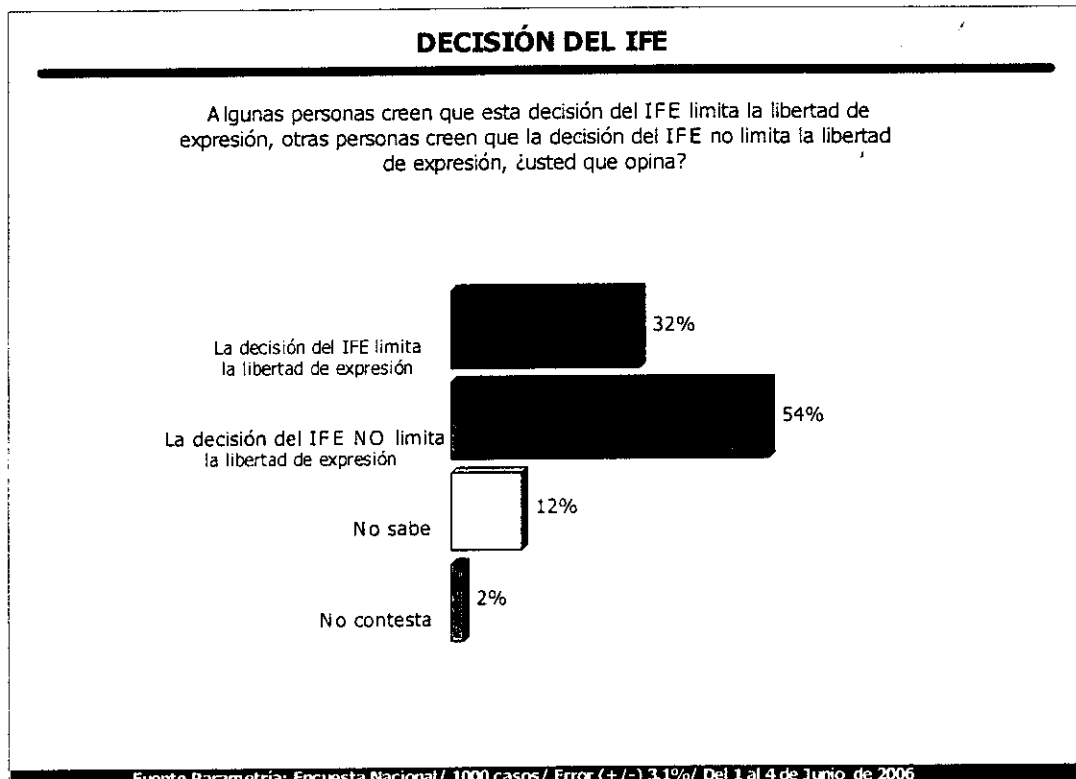 DECISIÓN DEL IFE
Algunas personas creen que esta decisión del IFE limita la libertad de
expresión, otras personas creen que la decisión del IFE no limita la libertad
de expresión, ¿usted que opina?
La decisión del IFE limita
la libertad de expresión
32%
La decisión del IFE NO limita
la libertad de expresión
54%
No sabe
12%
No contesta
2%
Fuente Parametría: Encuesta Nacional/ 1000 casos/ Error (+/-) 3.1%/ Del 1 al 4 de Junio de 2006